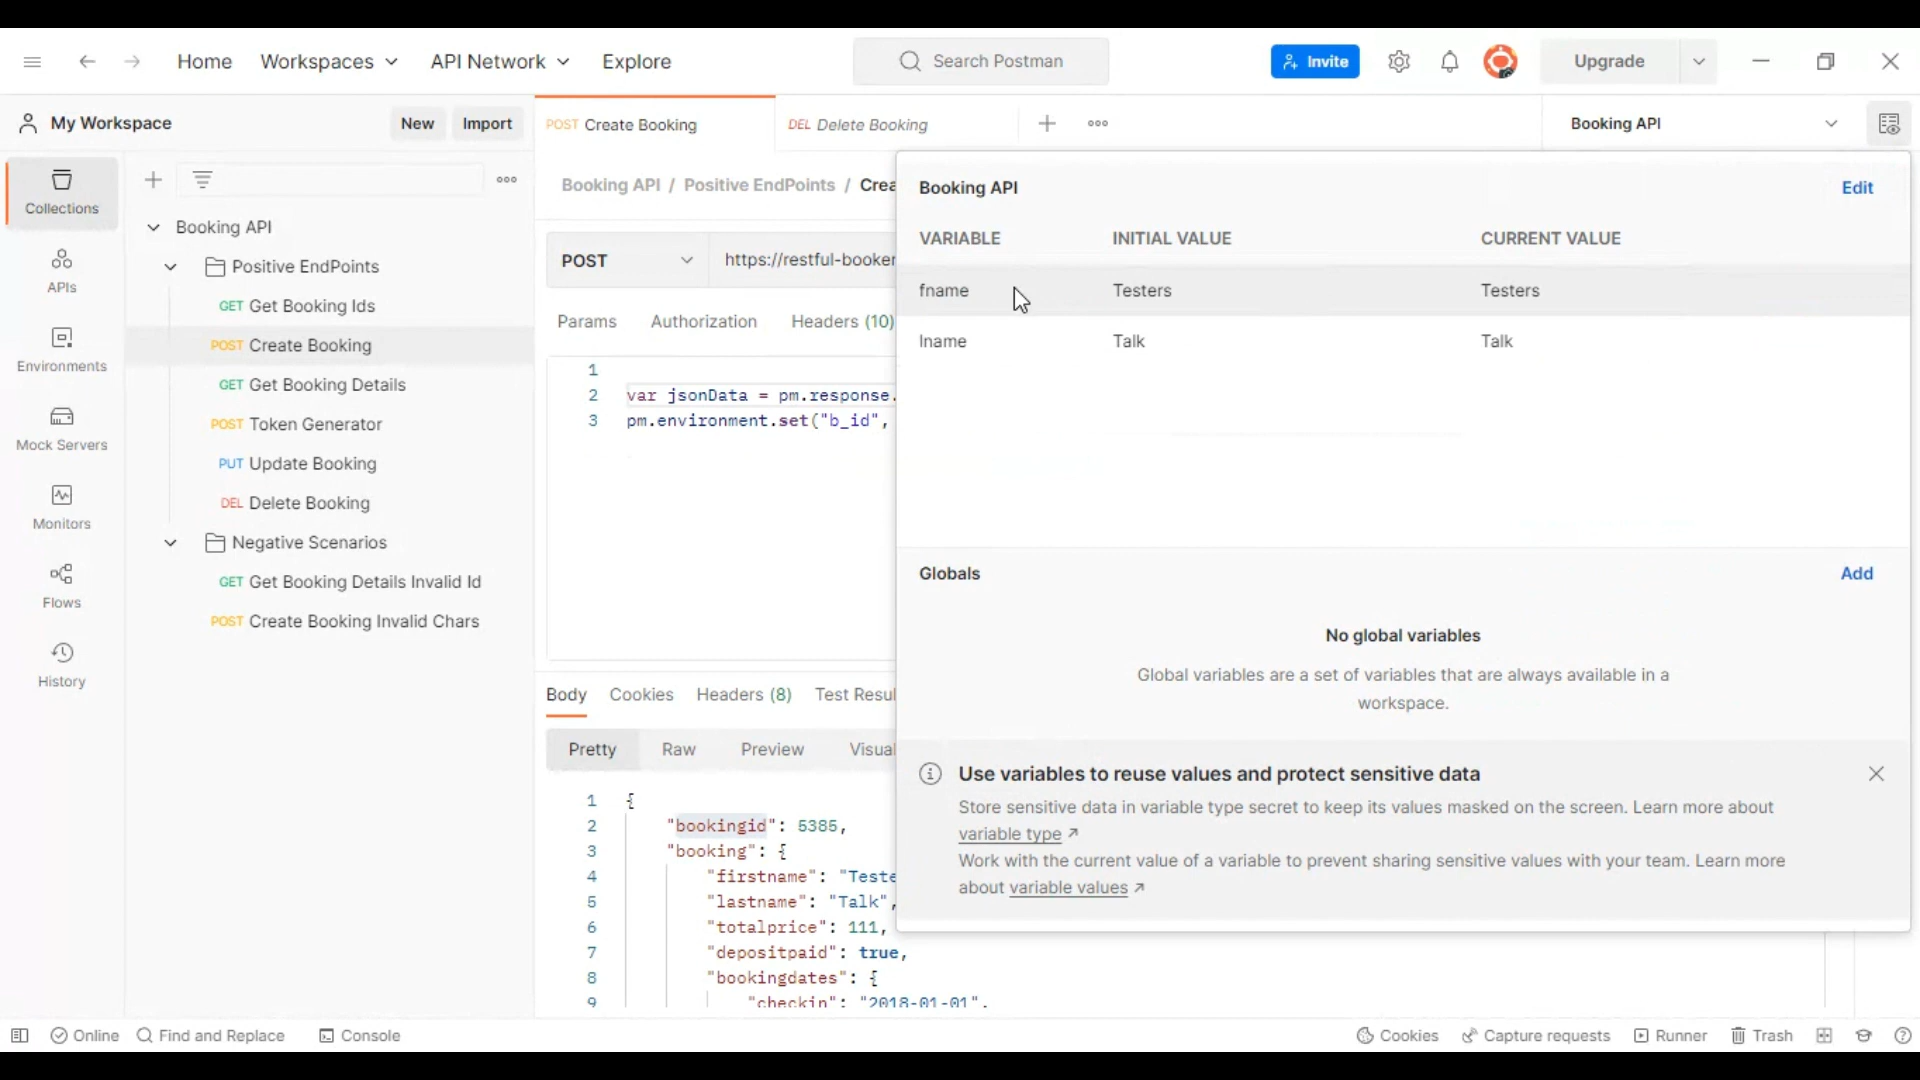 Home
Workspaces
API Network
Explore
Search Postman
Invite
Upgrade
My Workspace
New
Import
POST Create Booking
DEL Delete Booking
Booking API
Collections
APIs
Environments
Mock Servers
Monitors
Flows
History
Booking API
Positive EndPoints
GET Get Booking Ids
POST Create Booking
GET Get Booking Details
POST Token Generator
PUT Update Booking
DEL Delete Booking
Negative Scenarios
GET Get Booking Details Invalid Id
POST Create Booking Invalid Chars
Booking API / Positive EndPoints / Crea
POST
https://restful-booker
Params
Authorization
Headers (10)
1
2 var jsonData = pm.response.
3 pm.environment.set("b_id",
Body
Cookies
Headers (8)
Test Resul
Pretty
Raw
Preview
Visual
1 {
2 "bookingid": 5385,
3 "booking": {
4 "firstname": "Teste
5 "lastname": "Talk",
6 "totalprice": 111,
7 "depositpaid": true,
8 "bookingdates": {
9 "checkin": "2018-01-01",
Booking API
Edit
VARIABLE INITIAL VALUE CURRENT VALUE
fname Testers Testers
lname Talk Talk
Globals
Add
No global variables
Global variables are a set of variables that are always available in a
workspace.
Use variables to reuse values and protect sensitive data
Store sensitive data in variable type secret to keep its values masked on the screen. Learn more about
variable type ↗
Work with the current value of a variable to prevent sharing sensitive values with your team. Learn more
about variable values ↗
Online
Find and Replace
Console
Cookies
Capture requests
Runner
Trash